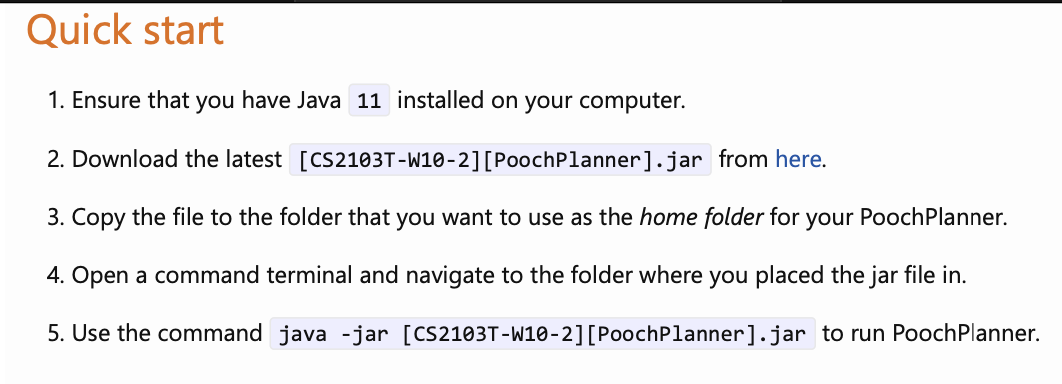 Quick start
1. Ensure that you have Java 11 installed on your computer.
2. Download the latest [CS2103T-W10-2][PoochPlanner].jar from here.
3. Copy the file to the folder that you want to use as the home folder for your PoochPlanner.
4. Open a command terminal and navigate to the folder where you placed the jar file in.
5. Use the command java -jar [CS2103T-W10-2][PoochPlanner].jar to run PoochPlanner.